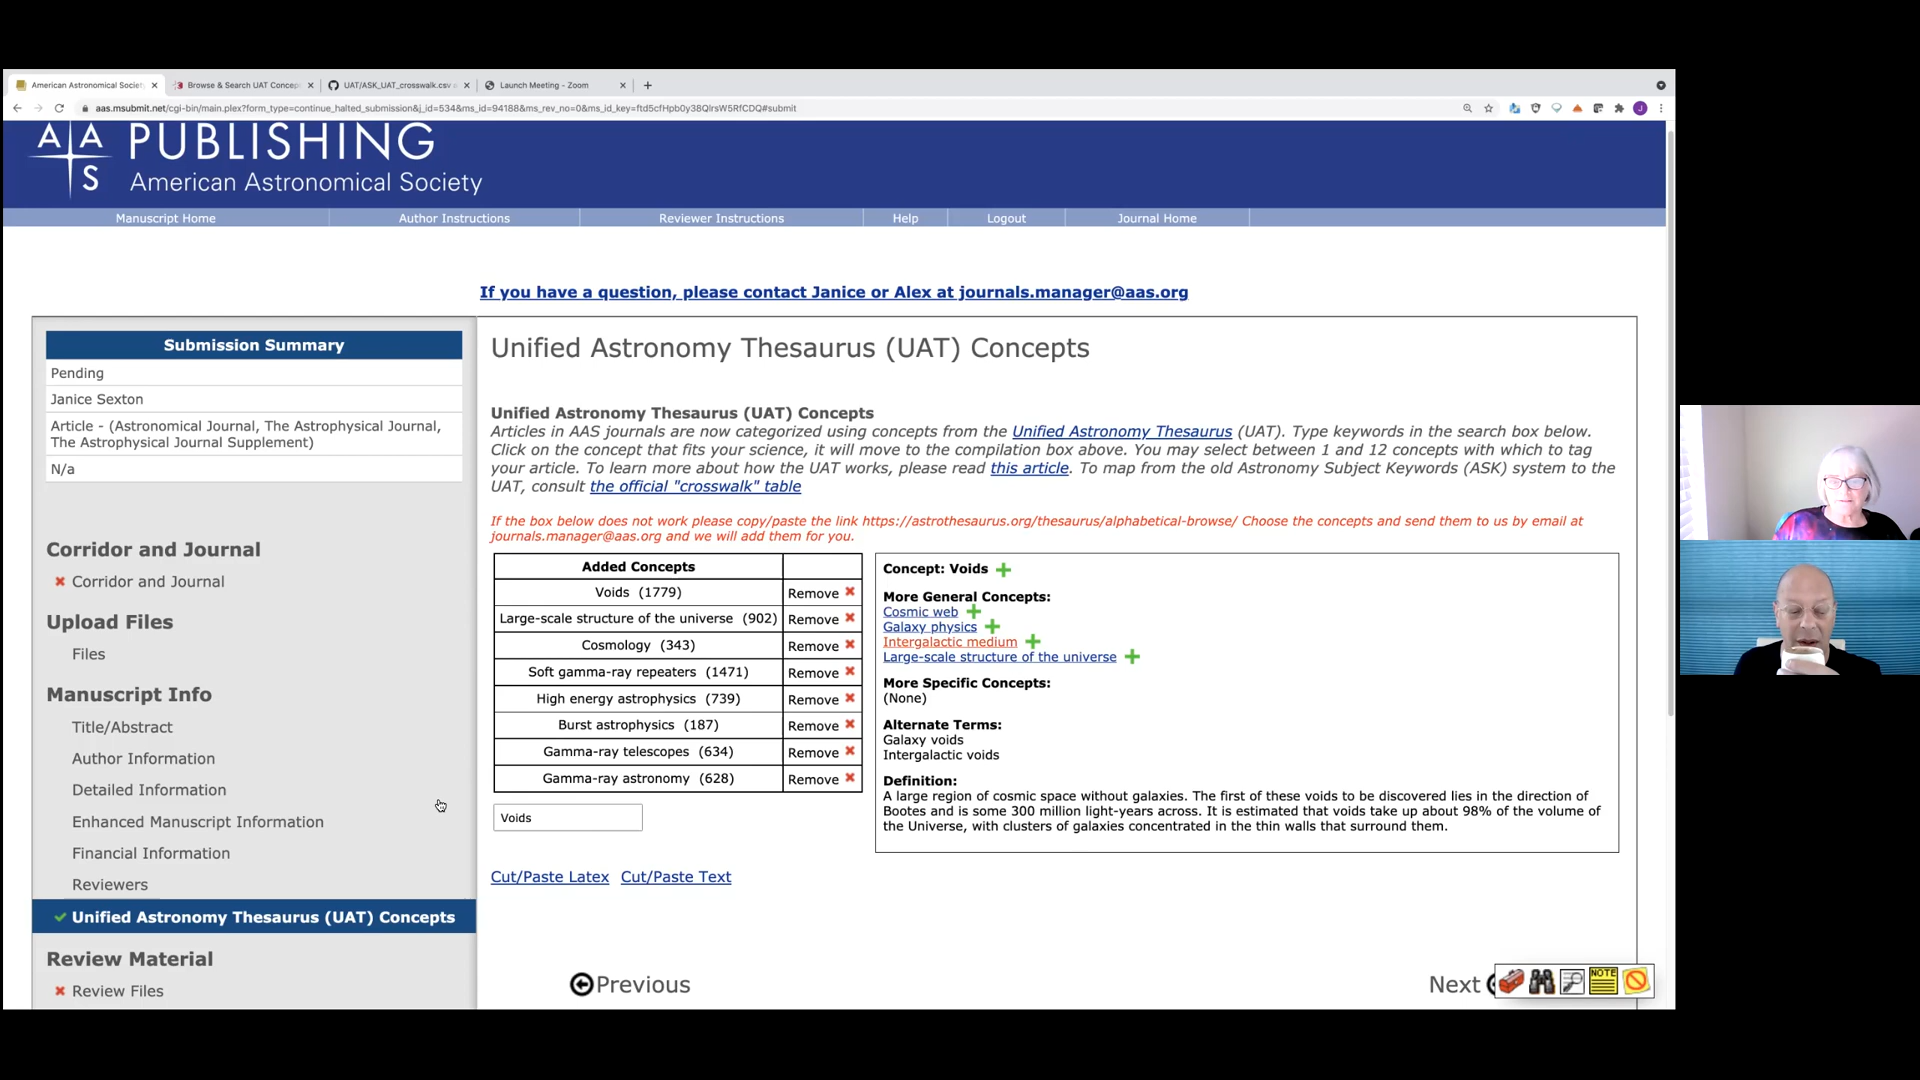 American Astronomical Society
Browse & Search UAT Concep
UAT/ASK_UAT_crosswalk.csv
Launch Meeting - Zoom
aas.msubmit.net/cgi-bin/main.plex?form_type=continue_halted_submission&j_id=534&ms_id=94188&ms_rev_no=0&ms_id_key=ftd5cfHpb0y38QlrsW5RfCDQ#submit
J
A A S
PUBLISHING
American Astronomical Society
Manuscript Home
Author Instructions
Reviewer Instructions
Help
Logout
Journal Home
If you have a question, please contact Janice or Alex at journals.manager@aas.org
Submission Summary
Pending
Janice Sexton
Article - (Astronomical Journal, The Astrophysical Journal,
The Astrophysical Journal Supplement)
N/a
Corridor and Journal
Corridor and Journal
Upload Files
Files
Manuscript Info
Title/Abstract
Author Information
Detailed Information
Enhanced Manuscript Information
Financial Information
Reviewers
Unified Astronomy Thesaurus (UAT) Concepts
Review Material
Review Files
Unified Astronomy Thesaurus (UAT) Concepts
Unified Astronomy Thesaurus (UAT) Concepts
Articles in AAS journals are now categorized using concepts from the Unified Astronomy Thesaurus (UAT). Type keywords in the search box below.
Click on the concept that fits your science, it will move to the compilation box above. You may select between 1 and 12 concepts with which to tag
your article. To learn more about how the UAT works, please read this article. To map from the old Astronomy Subject Keywords (ASK) system to the
UAT, consult the official "crosswalk" table
If the box below does not work please copy/paste the link https://astrothesaurus.org/thesaurus/alphabetical-browse/ Choose the concepts and send them to us by email at
journals.manager@aas.org and we will add them for you.
Added Concepts
Voids (1779) Remove
Large-scale structure of the universe (902) Remove
Cosmology (343) Remove
Soft gamma-ray repeaters (1471) Remove
High energy astrophysics (739) Remove
Burst astrophysics (187) Remove
Gamma-ray telescopes (634) Remove
Gamma-ray astronomy (628) Remove
Voids
Cut/Paste Latex Cut/Paste Text
Concept: Voids
More General Concepts:
Cosmic web
Galaxy physics
Intergalactic medium
Large-scale structure of the universe
More Specific Concepts:
(None)
Alternate Terms:
Galaxy voids
Intergalactic voids
Definition:
A large region of cosmic space without galaxies. The first of these voids to be discovered lies in the direction of
Bootes and is some 300 million light-years across. It is estimated that voids take up about 98% of the volume of
the Universe, with clusters of galaxies concentrated in the thin walls that surround them.
Previous
Next
NOTE